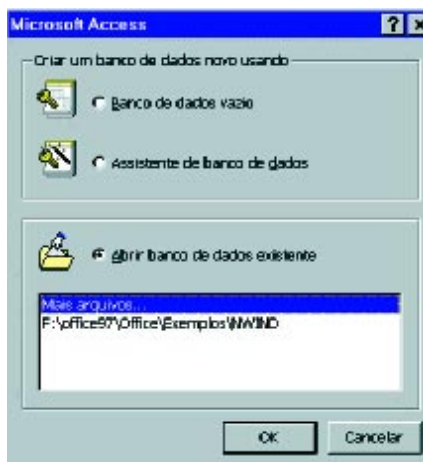 Microsoft Access
Criar um banco de dados novo usando
Banco de dados vazio
Assistente de banco de dados
Abrir banco de dados existente
Mais arquivos...
F:\office97\Office\Exemplos\NWIND
OK
Cancelar